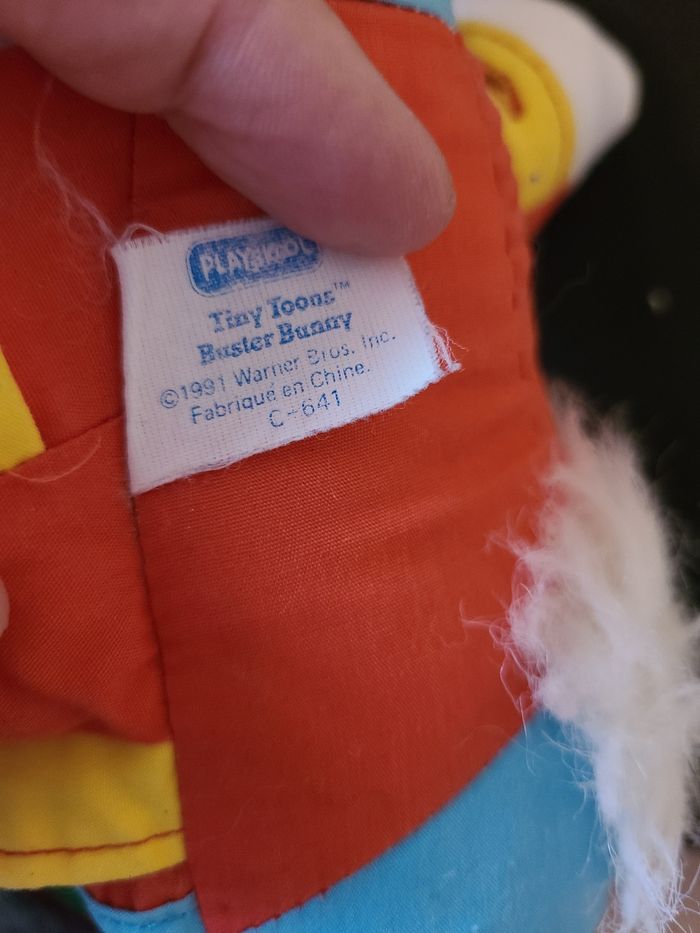 PLAYSKOOL
Tiny Toons™
Buster Bunny
©1991 Warner Bros. Inc.
Fabriqué en Chine.
C-641